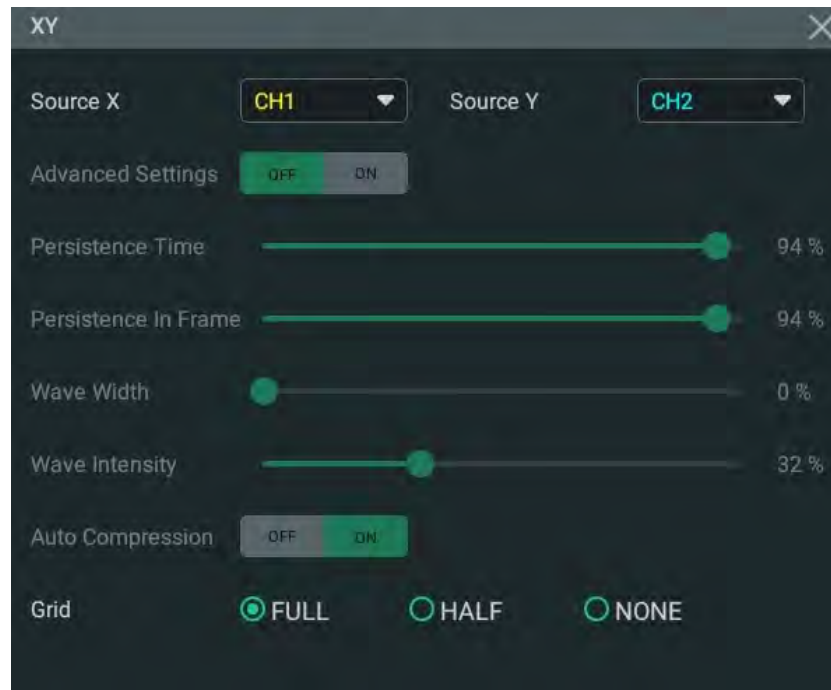 XY
Source X CH1 Source Y CH2
Advanced Settings OFF ON
Persistence Time 94 %
Persistence In Frame 94 %
Wave Width 0 %
Wave Intensity 32 %
Auto Compression OFF ON
Grid FULL HALF NONE